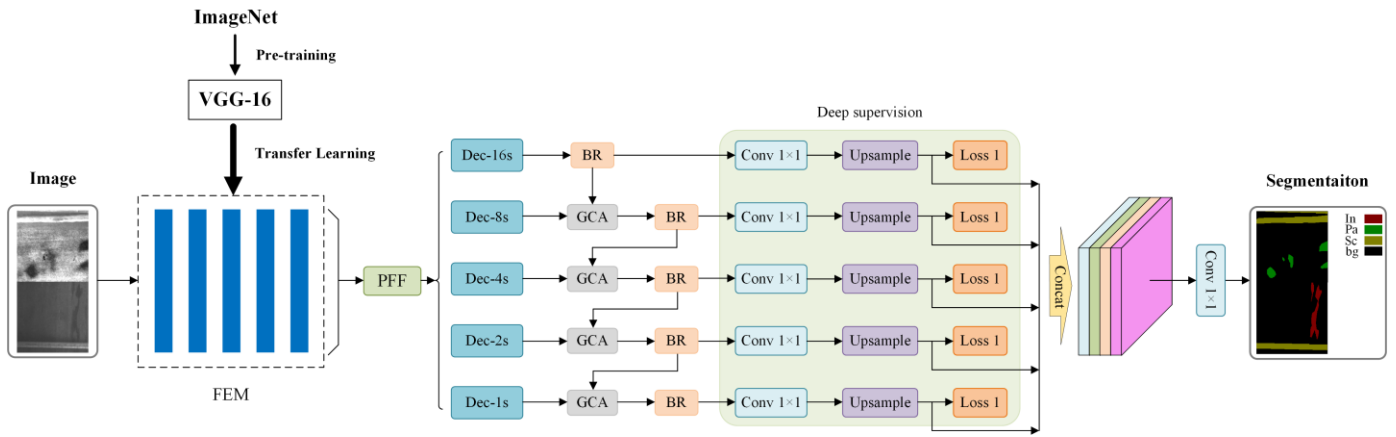 ImageNet
Pre-training
VGG-16
Transfer Learning
Image
FEM
PFF
Deep supervision
Dec-16s BR Conv 1×1 Upsample Loss 1
Dec-8s GCA BR Conv 1×1 Upsample Loss 1
Dec-4s GCA BR Conv 1×1 Upsample Loss 1
Dec-2s GCA BR Conv 1×1 Upsample Loss 1
Dec-1s GCA BR Conv 1×1 Upsample Loss 1
Concat
Conv 1×1
Segmentaiton
In
Pa
Sc
bg